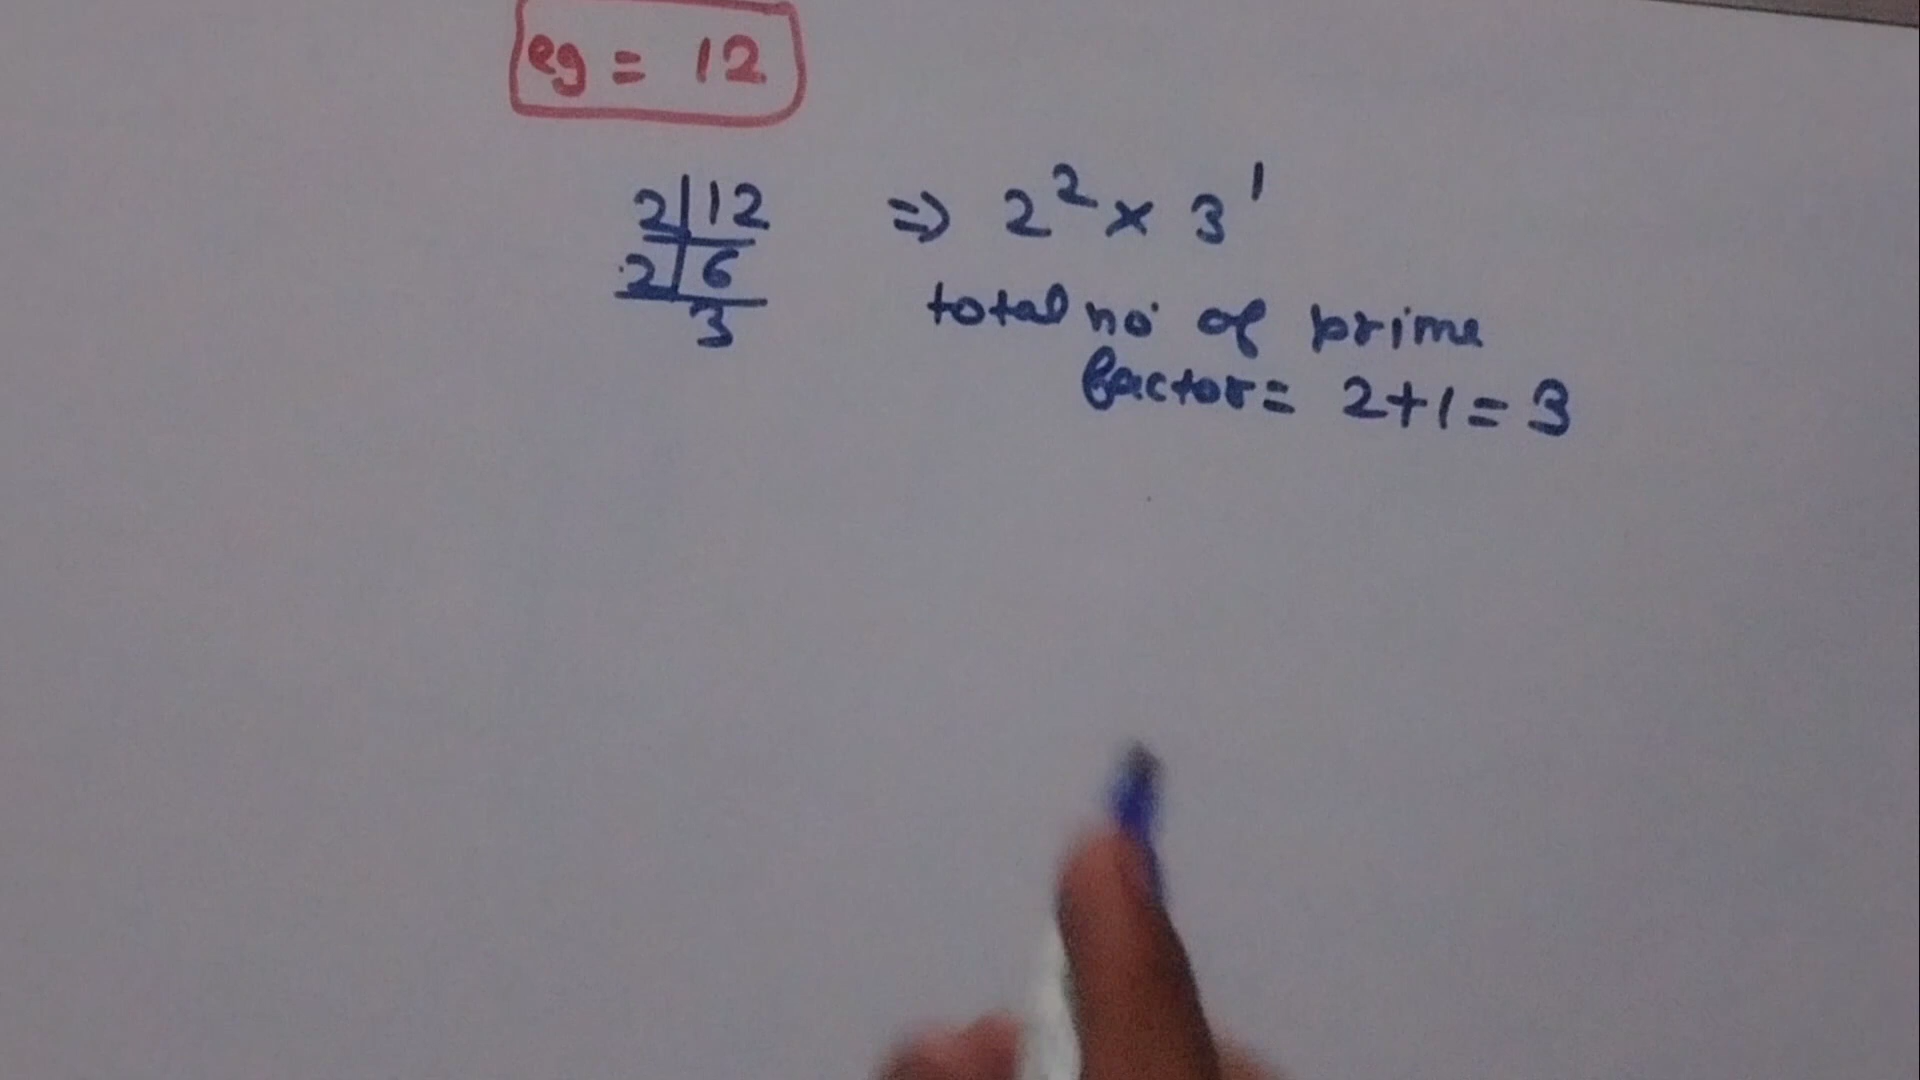 eg = 12
2|12 => 2² × 3¹
2|6
3
total no. of prime
factor = 2+1 = 3